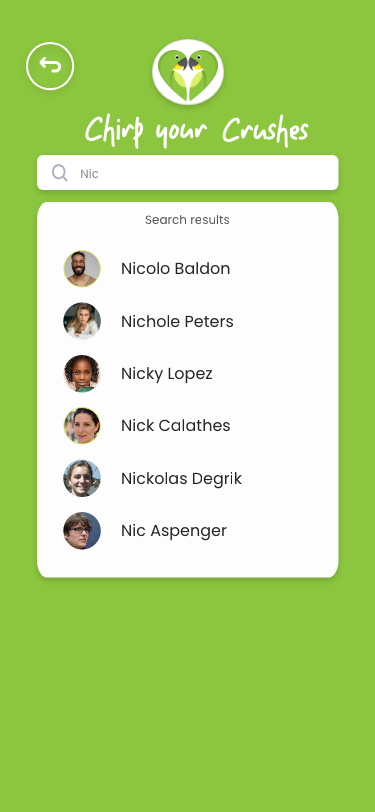 Chirp your Crushes
Nic
Search results
Nicolo Baldon
Nichole Peters
Nicky Lopez
Nick Calathes
Nickolas Degrik
Nic Aspenger